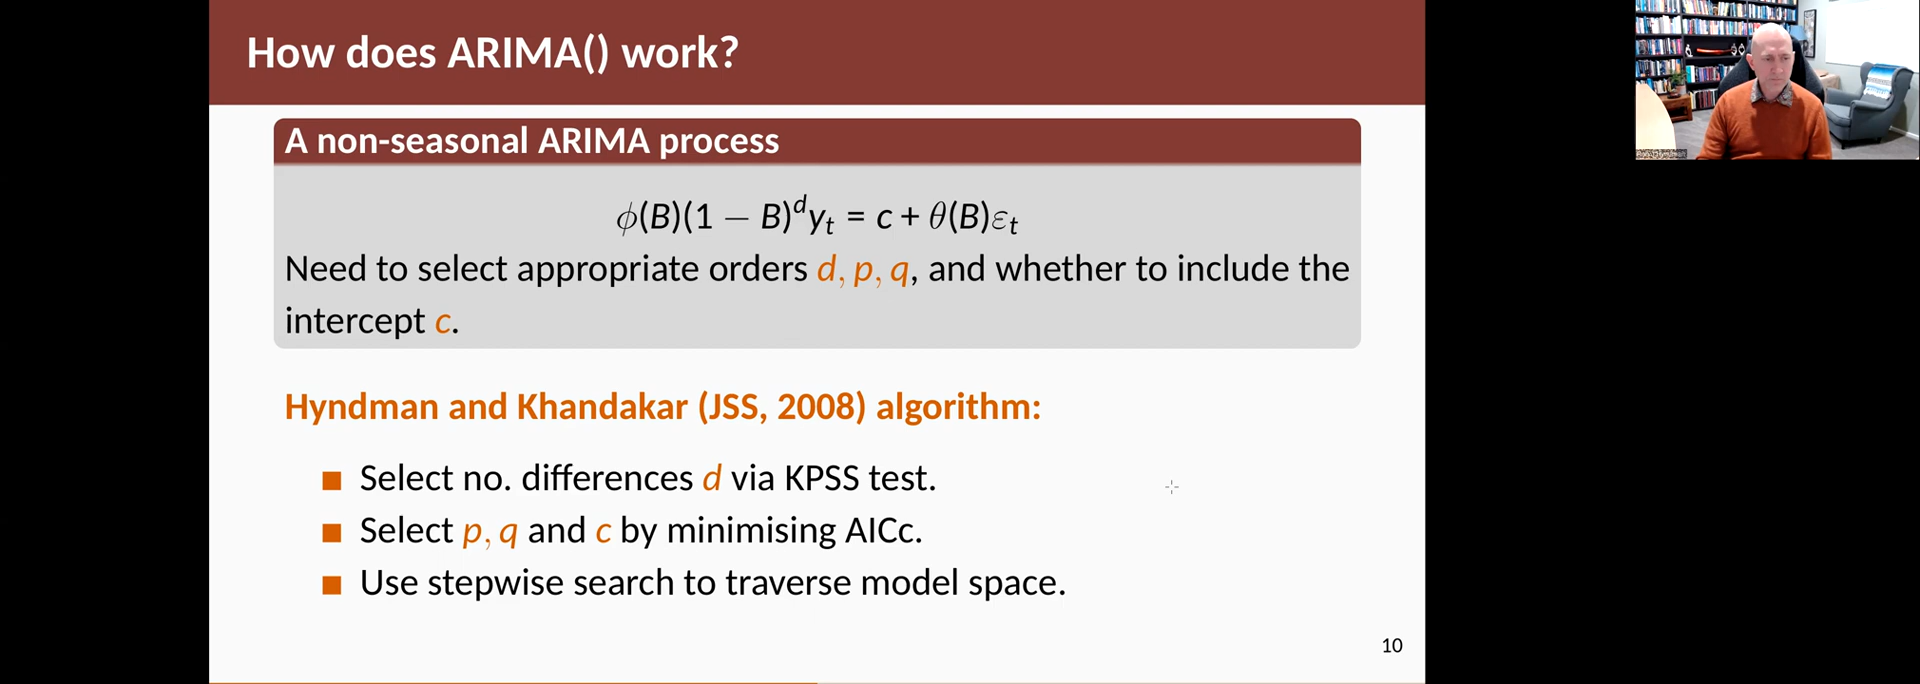 How does ARIMA() work?
A non-seasonal ARIMA process
ϕ(B)(1 − B)ᵈyₜ = c + θ(B)εₜ
Need to select appropriate orders d, p, q, and whether to include the
intercept c.
Hyndman and Khandakar (JSS, 2008) algorithm:
■ Select no. differences d via KPSS test.
■ Select p, q and c by minimising AICc.
■ Use stepwise search to traverse model space.
10